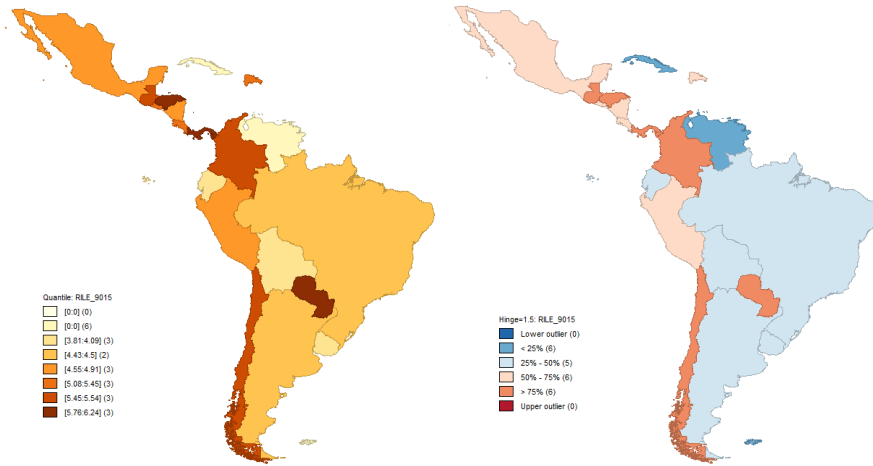 Quantile: RILE_9015
[0:0] (0)
[0:0] (6)
[3.81:4.09] (3)
[4.43:4.5] (2)
[4.55:4.91] (3)
[5.08:5.45] (3)
[5.45:5.54] (3)
[5.76:6.24] (3)
Hinge=1.5: RILE_9015
Lower outlier (0)
< 25% (6)
25% - 50% (5)
50% - 75% (6)
> 75% (6)
Upper outlier (0)